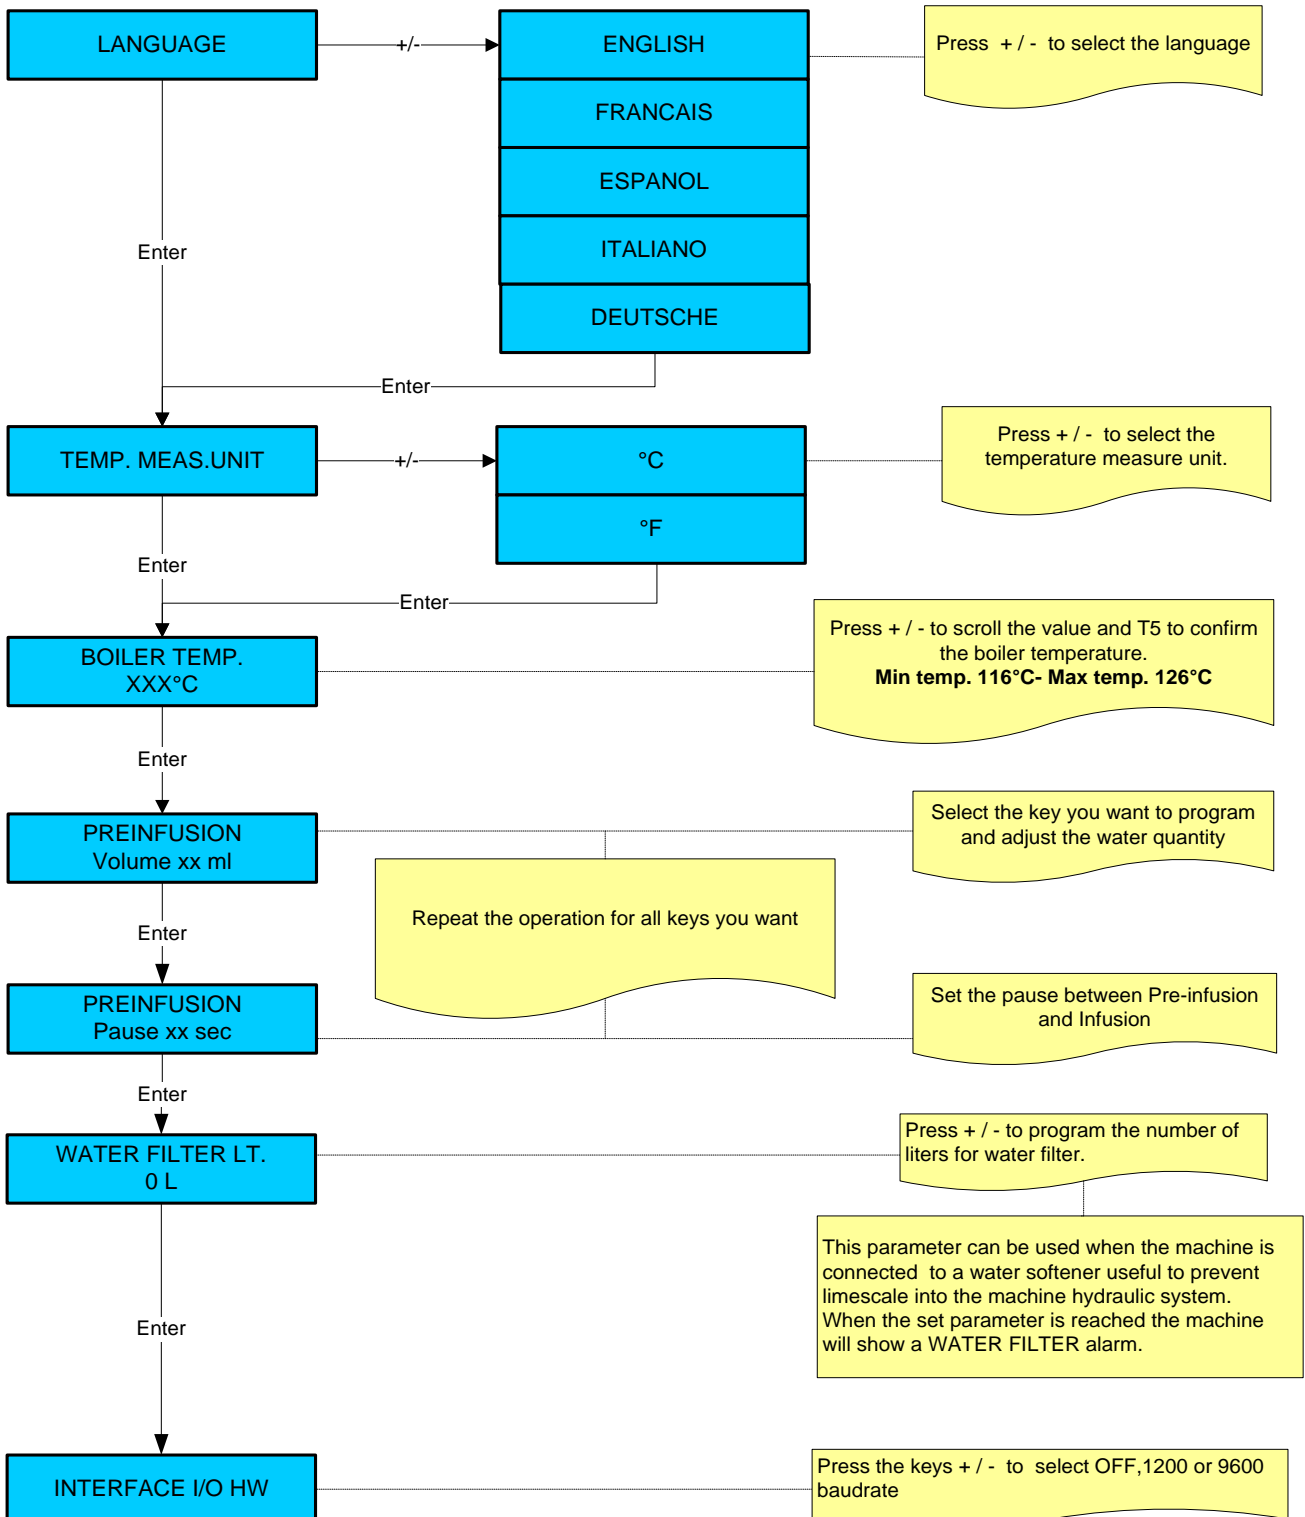 LANGUAGE
+/-
ENGLISH
Press + / - to select the language
FRANCAIS
ESPANOL
ITALIANO
DEUTSCHE
Enter
Enter
TEMP. MEAS.UNIT
+/-
°C
°F
Press + / - to select the
temperature measure unit.
Enter
Enter
BOILER TEMP.
XXX°C
Press + / - to scroll the value and T5 to confirm
the boiler temperature.
Min temp. 116°C- Max temp. 126°C
Enter
PREINFUSION
Volume xx ml
Select the key you want to program
and adjust the water quantity
Repeat the operation for all keys you want
Enter
PREINFUSION
Pause xx sec
Set the pause between Pre-infusion
and Infusion
Enter
WATER FILTER LT.
0 L
Press + / - to program the number of
liters for water filter.
This parameter can be used when the machine is
connected to a water softener useful to prevent
limescale into the machine hydraulic system.
When the set parameter is reached the machine
will show a WATER FILTER alarm.
Enter
INTERFACE I/O HW
Press the keys + / - to select OFF,1200 or 9600
baudrate